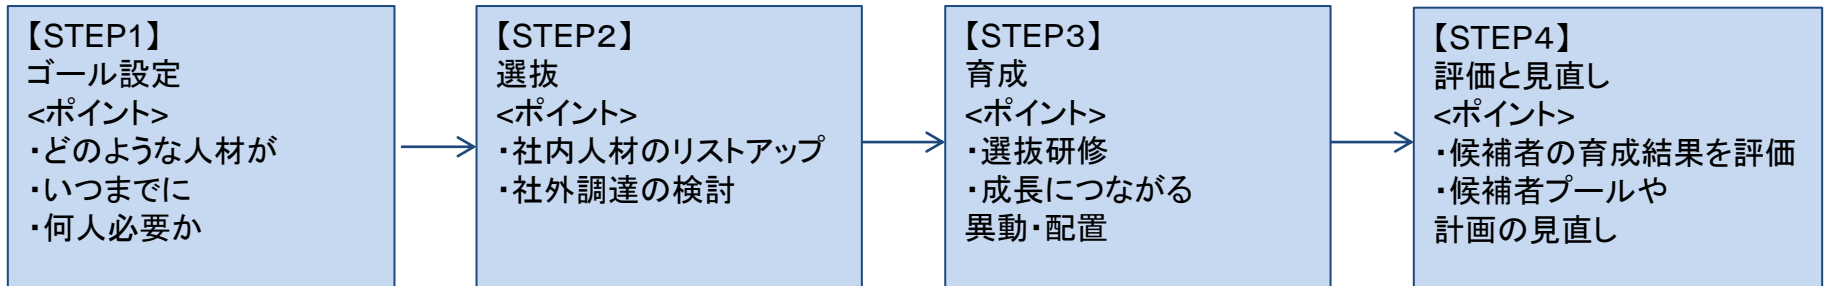 【STEP1】
ゴール設定
<ポイント>
・どのような人材が
・いつまでに
・何人必要か
【STEP2】
選抜
<ポイント>
・社内人材のリストアップ
・社外調達の検討
【STEP3】
育成
<ポイント>
・選抜研修
・成長につながる
異動・配置
【STEP4】
評価と見直し
<ポイント>
・候補者の育成結果を評価
・候補者プールや
計画の見直し